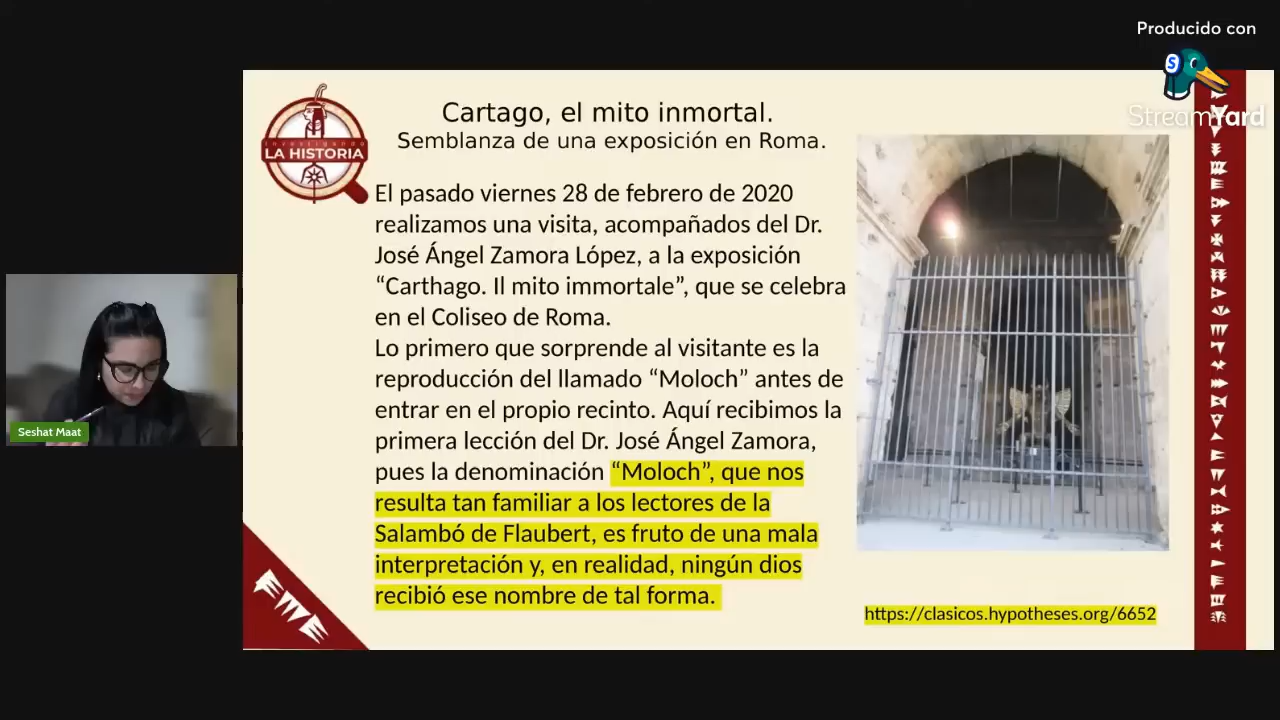 Producido con
StreamYard
Cartago, el mito inmortal.
Semblanza de una exposición en Roma.
Investigando
LA HISTORIA
El pasado viernes 28 de febrero de 2020
realizamos una visita, acompañados del Dr.
José Ángel Zamora López, a la exposición
“Carthago. Il mito immortale”, que se celebra
en el Coliseo de Roma.
Lo primero que sorprende al visitante es la
reproducción del llamado “Moloch” antes de
entrar en el propio recinto. Aquí recibimos la
primera lección del Dr. José Ángel Zamora,
pues la denominación “Moloch”, que nos
resulta tan familiar a los lectores de la
Salambó de Flaubert, es fruto de una mala
interpretación y, en realidad, ningún dios
recibió ese nombre de tal forma.
https://clasicos.hypotheses.org/6652
Seshat Maat